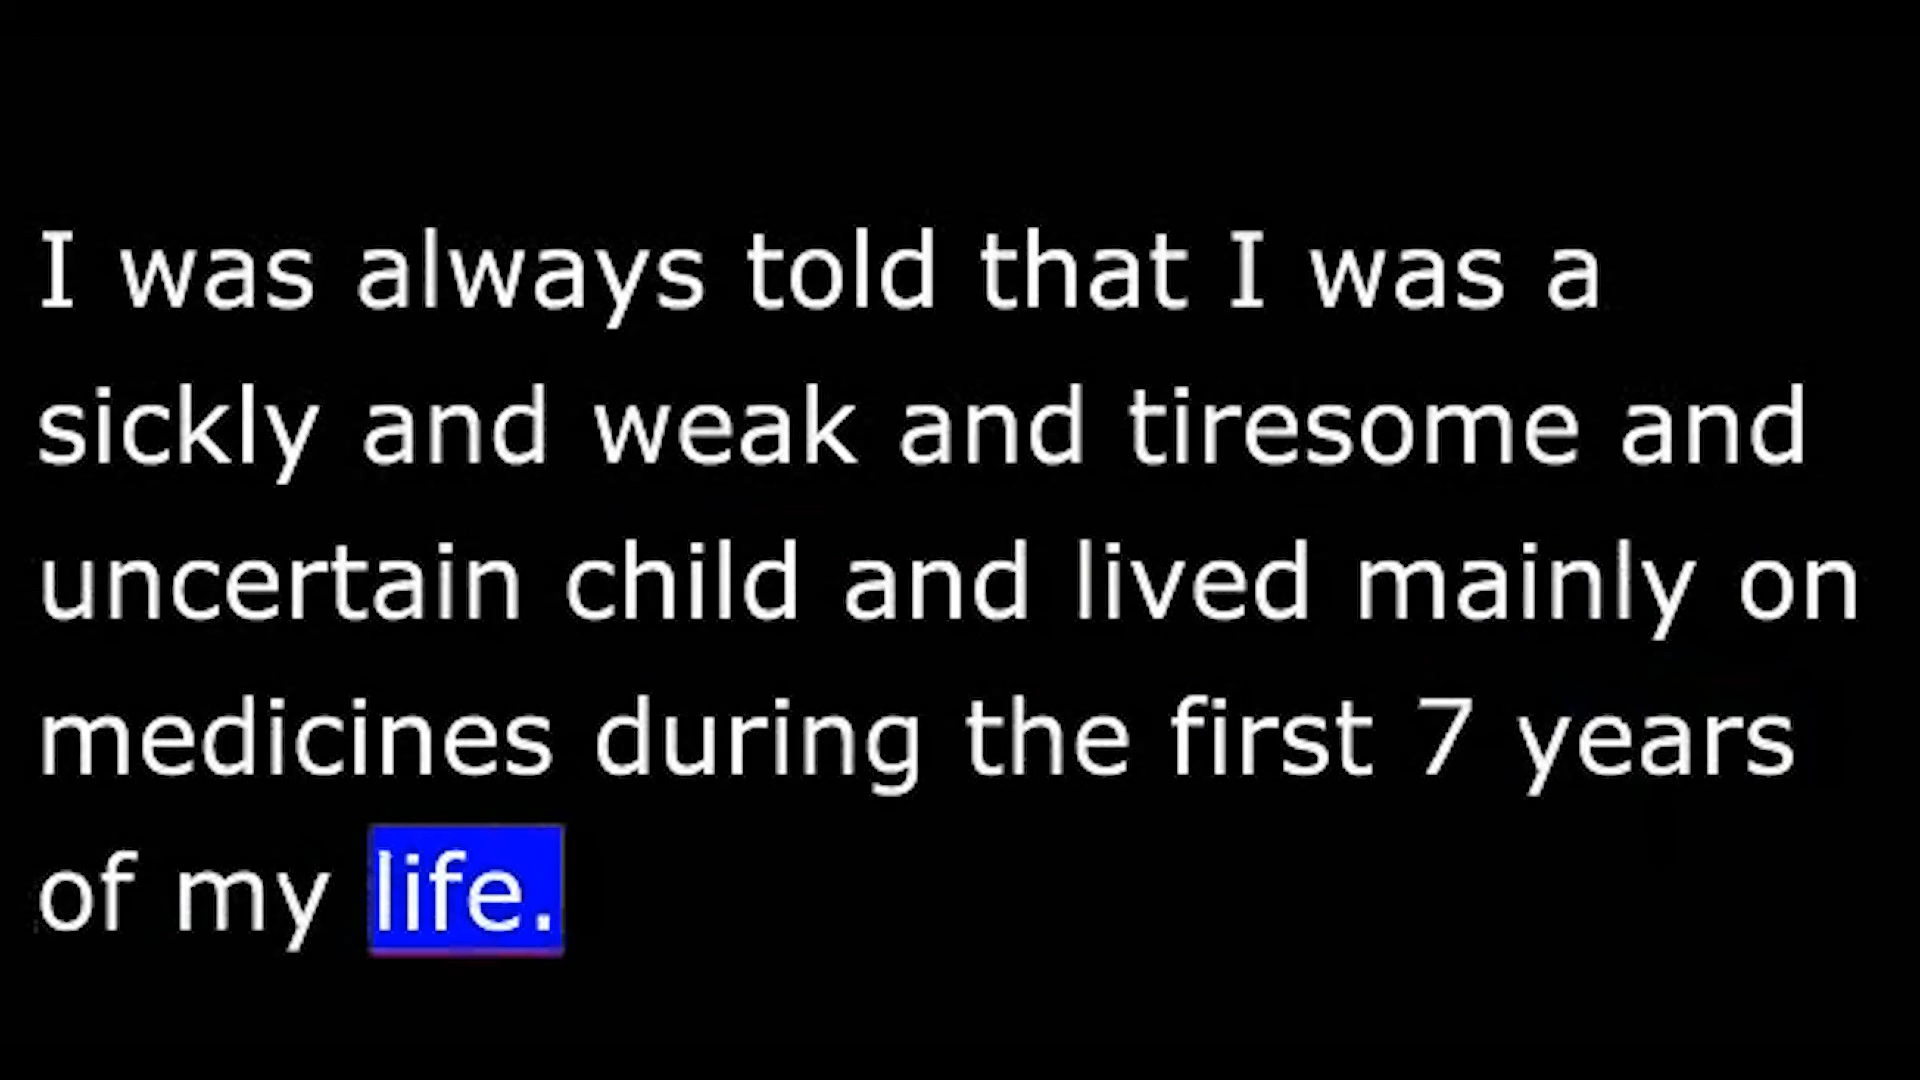 I was always told that I was a
sickly and weak and tiresome and
uncertain child and lived mainly on
medicines during the first 7 years
of my life.